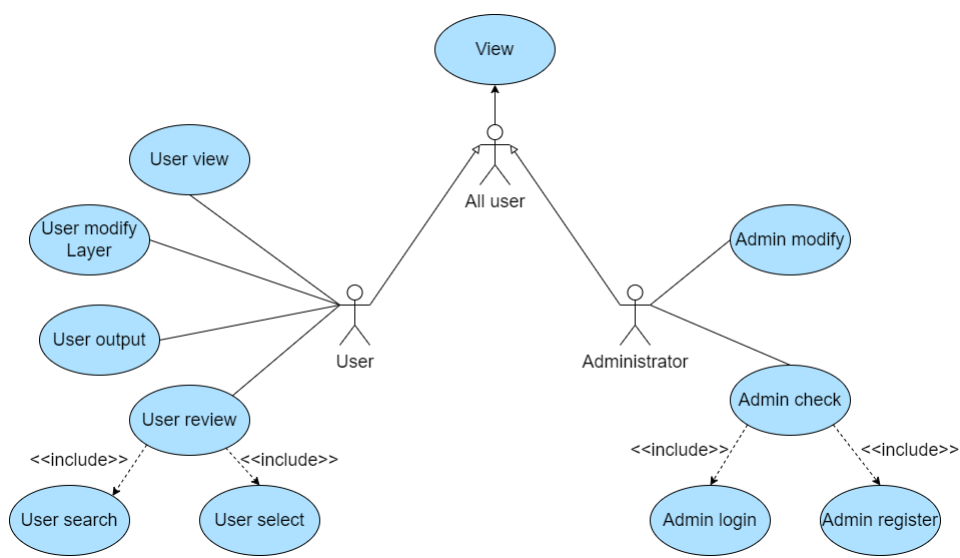 View
User view
All user
User modify
Layer
Admin modify
User output
User
Administrator
User review
Admin check
<<include>>
<<include>>
<<include>>
<<include>>
User search
User select
Admin login
Admin register